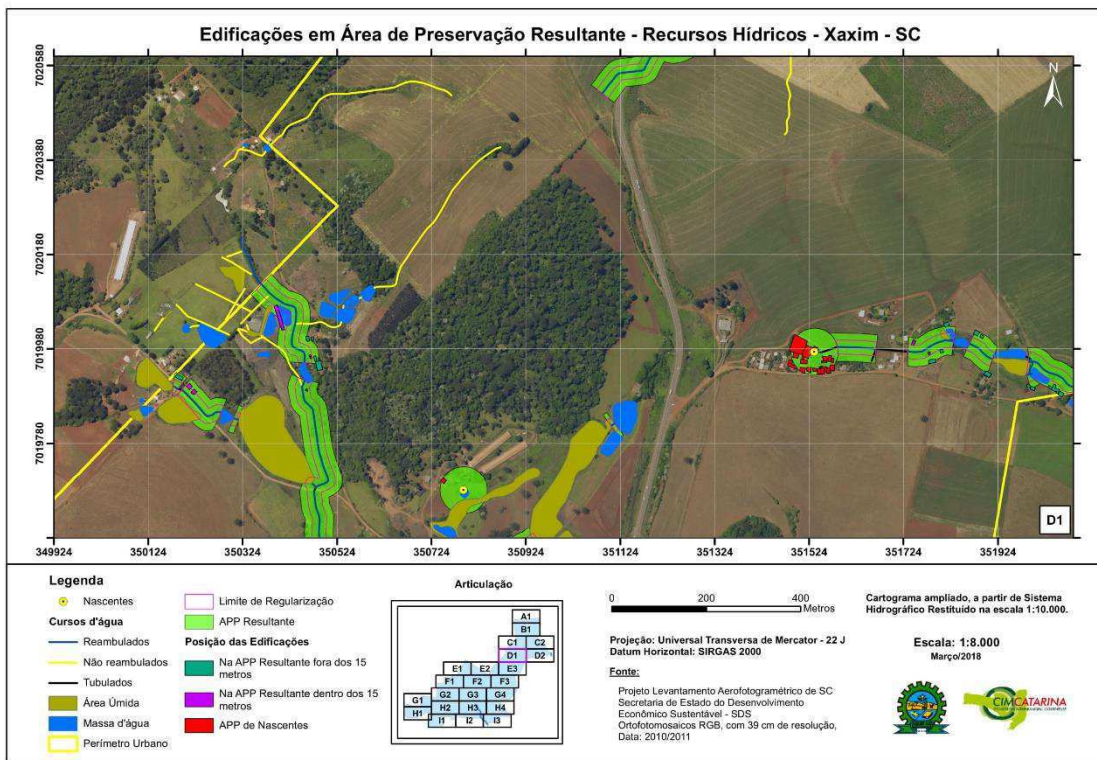 Edificações em Área de Preservação Resultante - Recursos Hídricos - Xaxim - SC
7020580
7020380
7020180
7019980
7019780
N
D1
349924
350124
350324
350524
350724
350924
351124
351324
351524
351724
351924
Legenda
Nascentes
Cursos d'água
Reambulados
Não reambulados
Tubulados
Área Úmida
Massa d'água
Perímetro Urbano
Limite de Regularização
APP Resultante
Posição das Edificações
Na APP Resultante fora dos 15
metros
Na APP Resultante dentro dos 15
metros
APP de Nascentes
Articulação
A1
B1
C1 C2
D1 D2
E1 E2 E3
F1 F2 F3
G1 G2 G3 G4
H1 H2 H3 H4
I1 I2 I3
0 200 400
Metros
Projeção: Universal Transversa de Mercator - 22 J
Datum Horizontal: SIRGAS 2000
Fonte:
Projeto Levantamento Aerofotogramétrico de SC
Secretaria de Estado do Desenvolvimento
Econômico Sustentável - SDS
Ortofotomosaicos RGB, com 39 cm de resolução,
Data: 2010/2011
Cartograma ampliado, a partir de Sistema
Hidrográfico Restituído na escala 1:10.000.
Escala: 1:8.000
Março/2018
CIMCATARINA